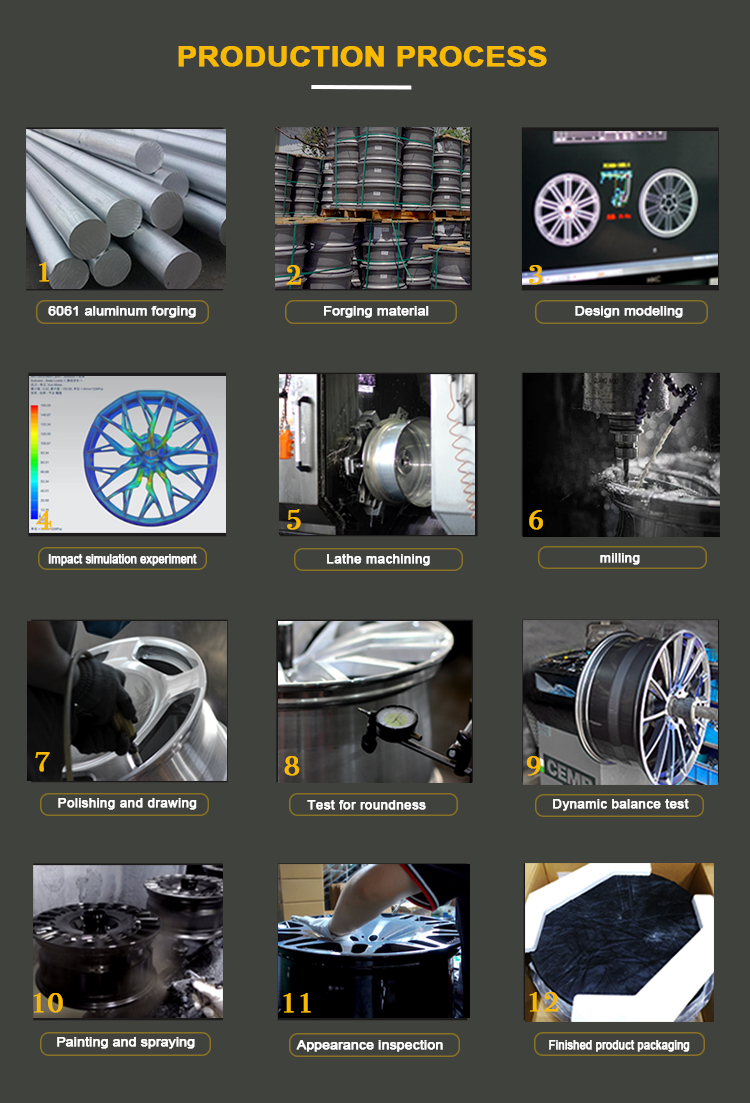 PRODUCTION PROCESS
1
2
3
6061 aluminum forging
Forging material
Design modeling
4
5
6
Impact simulation experiment
Lathe machining
milling
7
8
9
CEMB
Polishing and drawing
Test for roundness
Dynamic balance test
10
11
12
Painting and spraying
Appearance inspection
Finished product packaging